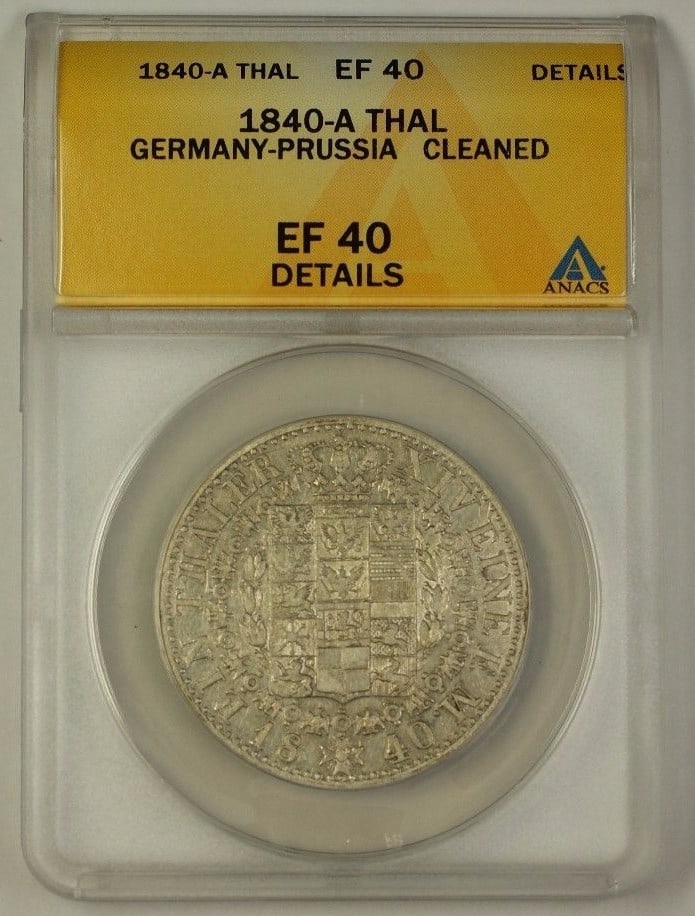 1840-A THAL EF 40 DETAILS
1840-A THAL
GERMANY-PRUSSIA CLEANED
EF 40
DETAILS
ANACS
EIN THALER XIV EINE F. M.
18 40